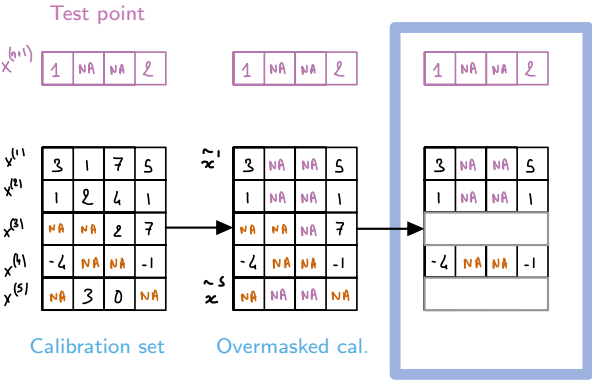 Test point
x^(n+1) 1 NA NA 2 1 NA NA 2 1 NA NA 2
x^(1) 3 1 7 5 x̃^1 3 NA NA 5 3 NA NA 5
x^(2) 1 2 4 1 1 NA NA 1 1 NA NA 1
x^(3) NA NA 2 7 NA NA NA 7
x^(4) -4 NA NA -1 -4 NA NA -1 -4 NA NA -1
x^(5) NA 3 0 NA x̃^5 NA NA NA NA
Calibration set Overmasked cal.